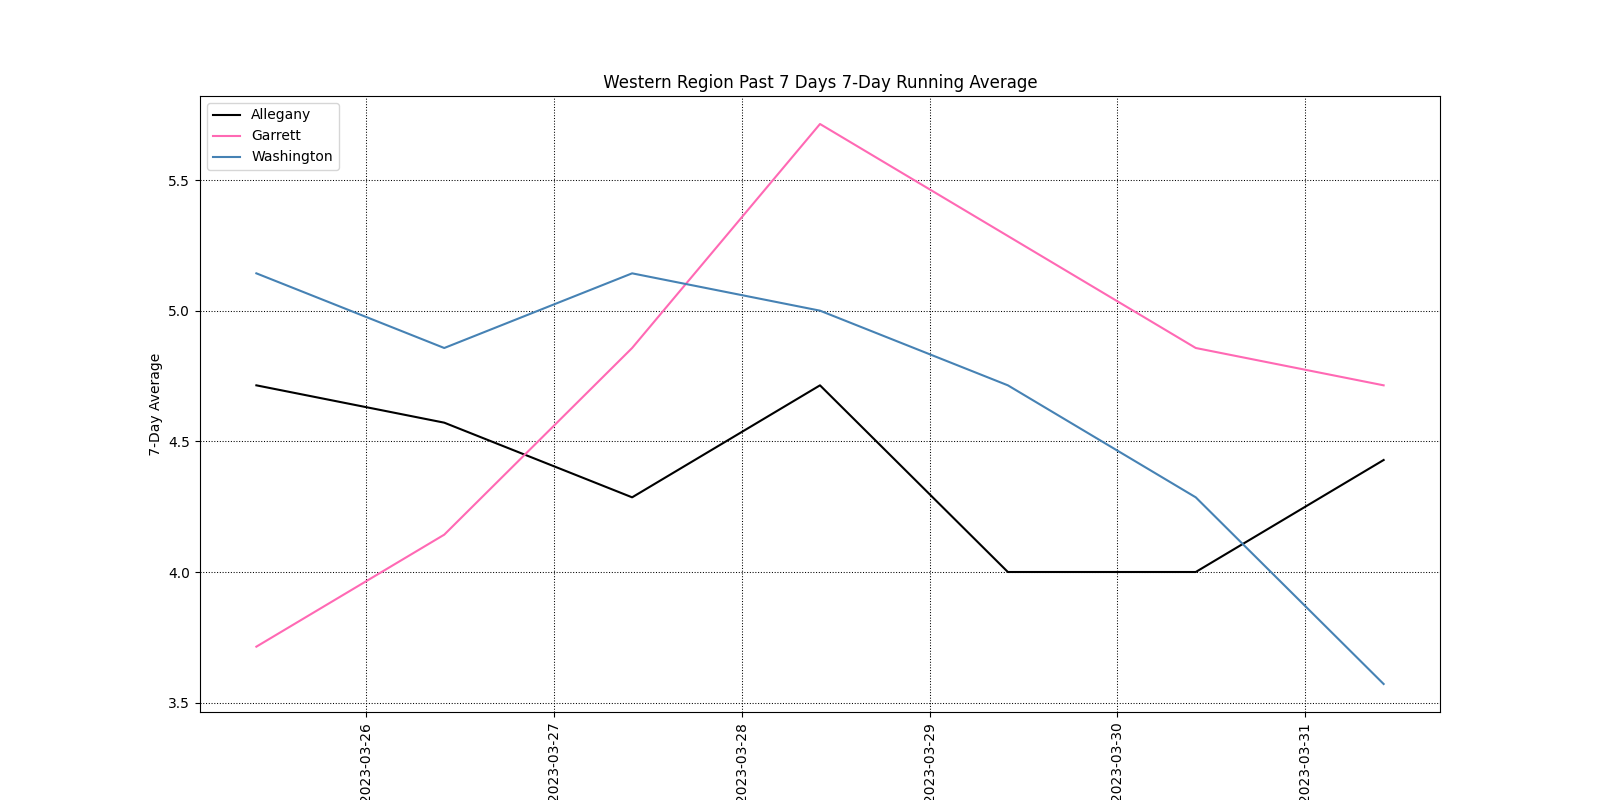 Western Region Past 7 Days 7-Day Running Average
Allegany
Garrett
Washington
7-Day Average
5.5
5.0
4.5
4.0
3.5
2023-03-26
2023-03-27
2023-03-28
2023-03-29
2023-03-30
2023-03-31